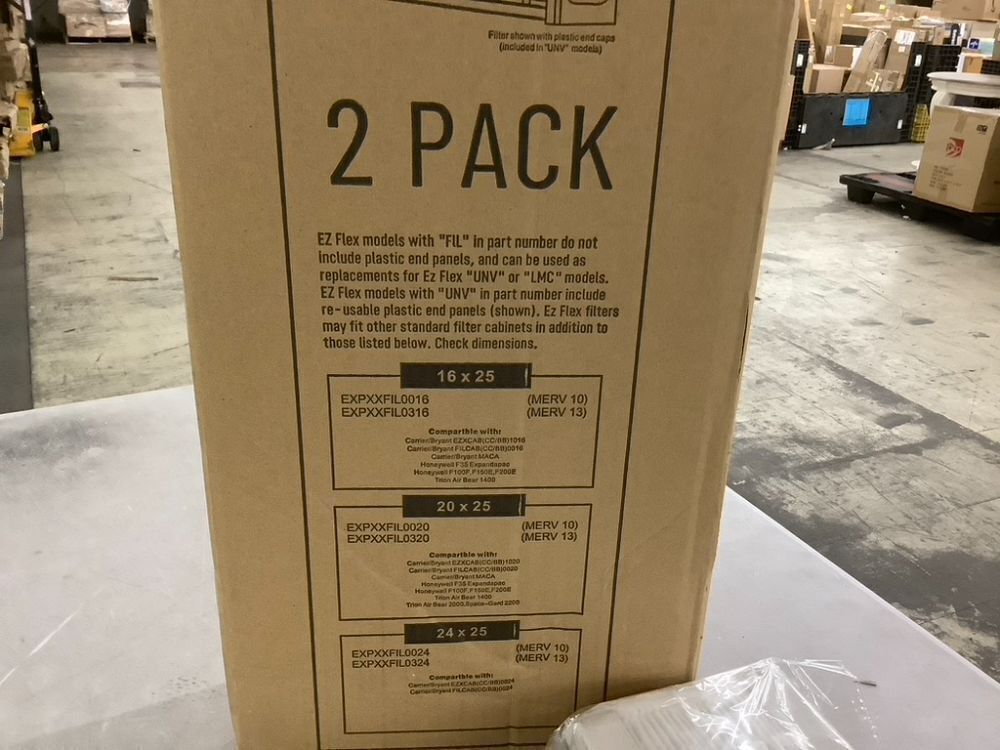 Filter shown with plastic end caps
(included in "UNV" models)
2 PACK
EZ Flex models with "FIL" in part number do not
include plastic end panels, and can be used as
replacements for Ez Flex "UNV" or "LMC" models.
EZ Flex models with "UNV" in part number include
re-usable plastic end panels (shown). Ez Flex filters
may fit other standard filter cabinets in addition to
those listed below. Check dimensions.
16 x 25
EXPXXFIL0016 (MERV 10)
EXPXXFIL0316 (MERV 13)
Compartble with:
Carrier/Bryant EZXCAB(CC/BB)1016
Carrier/Bryant FILCAB(CC/BB)0016
Carrier/Bryant MACA
Honeywell F35 Expandapac
Honeywell F100F,F150E,F200E
Trion Air Bear 1400
20 x 25
EXPXXFIL0020 (MERV 10)
EXPXXFIL0320 (MERV 13)
Compartble with:
Carrier/Bryant EZXCAB(CC/BB)1020
Carrier/Bryant FILCAB(CC/BB)0020
Carrier/Bryant MACA
Honeywell F35 Expandapac
Honeywell F100F,F150E,F200E
Trion Air Bear 1400
Trion Air Bear 2000,Space-Gard 2200
24 x 25
EXPXXFIL0024 (MERV 10)
EXPXXFIL0324 (MERV 13)
Compartble with:
Carrier/Bryant EZXCAB(CC/BB)0024
Carrier/Bryant FILCAB(CC/BB)0024